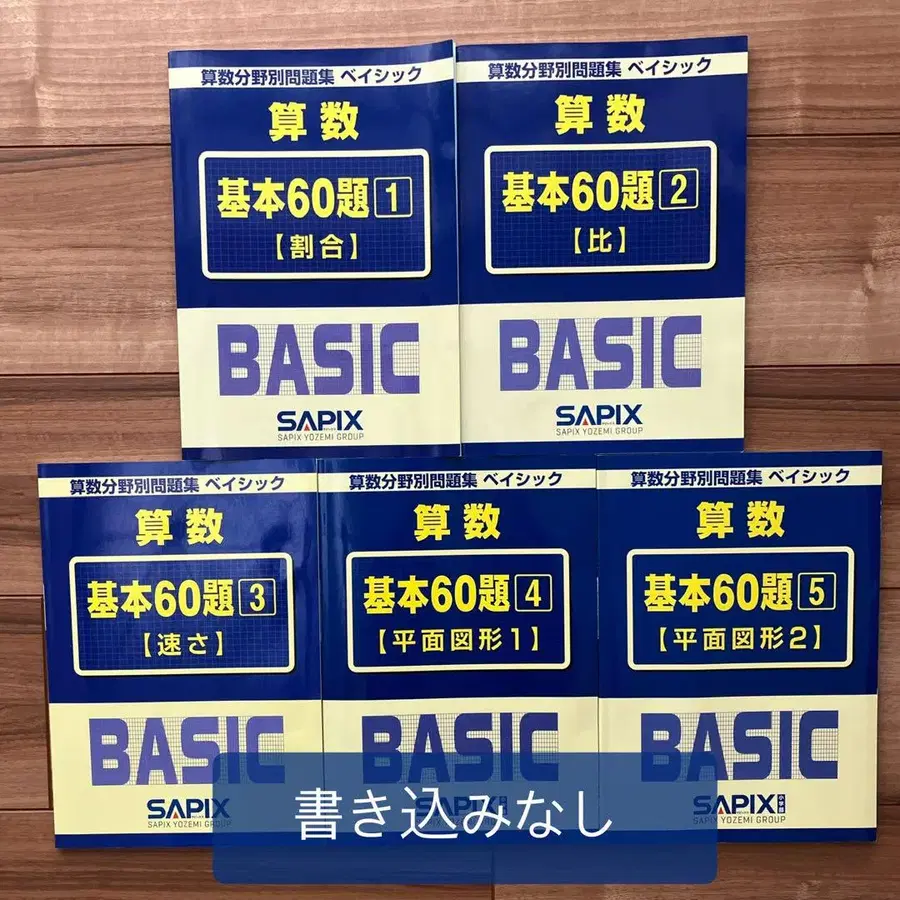 算数分野別問題集 ベイシック
算数
基本60題1
【割合】
BASIC
SAPIX
SAPIX YOZEMI GROUP
算数分野別問題集 ベイシック
算数
基本60題2
【比】
BASIC
SAPIX
SAPIX YOZEMI GROUP
算数分野別問題集 ベイシック
算数
基本60題3
【速さ】
BASIC
SAPIX
SAPIX YOZEMI GROUP
算数分野別問題集 ベイシック
算数
基本60題4
【平面図形1】
BASIC
SAPIX
SAPIX YOZEMI GROUP
算数分野別問題集 ベイシック
算数
基本60題5
【平面図形2】
BASIC
SAPIX 小学部
SAPIX YOZEMI GROUP
書き込みなし